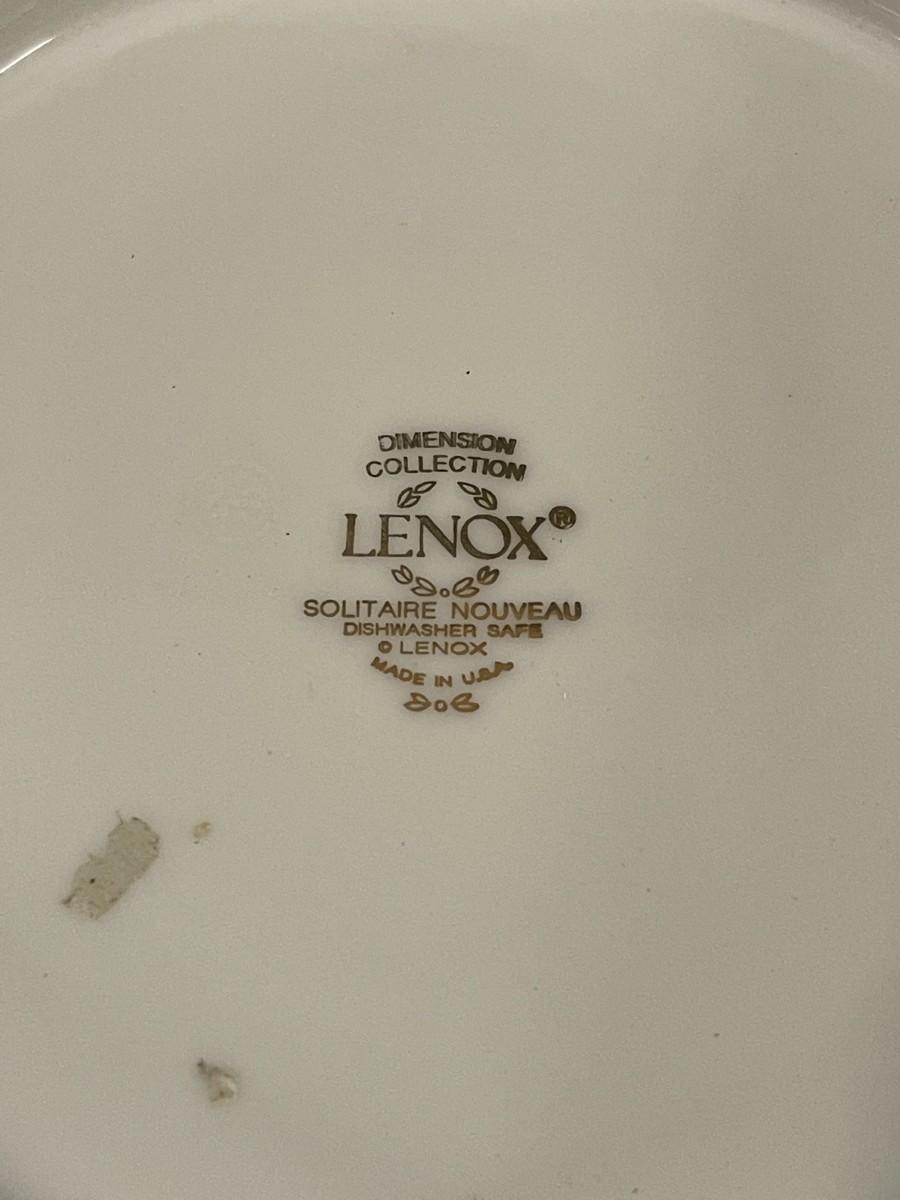 DIMENSION
COLLECTION
LENOX®
SOLITAIRE NOUVEAU
DISHWASHER SAFE
© LENOX
MADE IN U.S.A.